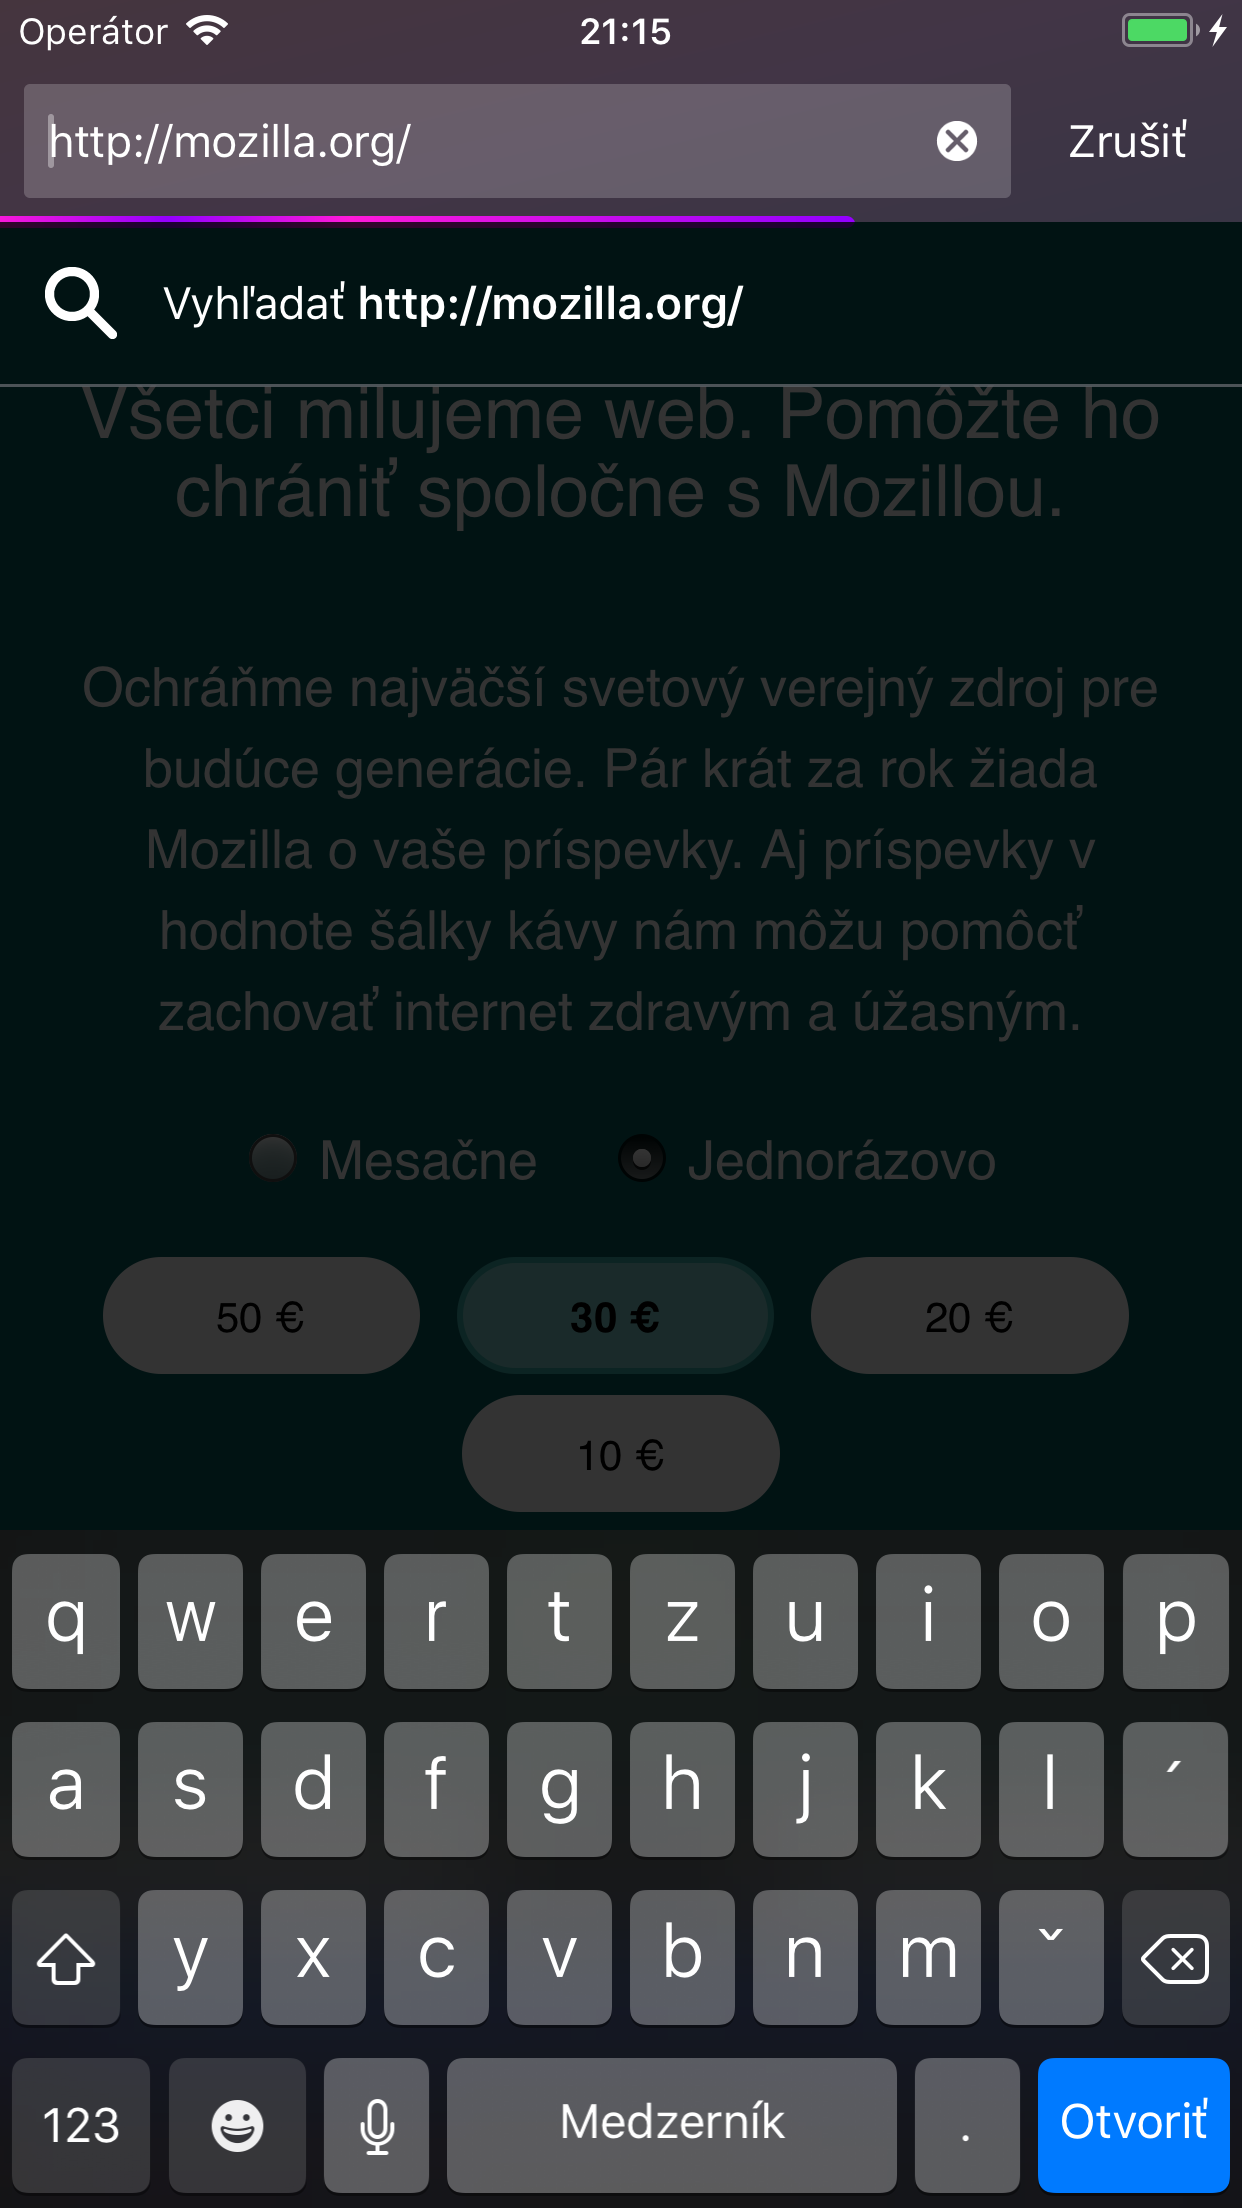 Operátor 21:15
http://mozilla.org/ Zrušiť
Vyhľadať http://mozilla.org/
Všetci milujeme web. Pomôžte ho
chrániť spoločne s Mozillou.
Ochráňme najväčší svetový verejný zdroj pre
budúce generácie. Pár krát za rok žiada
Mozilla o vaše príspevky. Aj príspevky v
hodnote šálky kávy nám môžu pomôcť
zachovať internet zdravým a úžasným.
Mesačne Jednorázovo
50 € 30 € 20 €
10 €
q w e r t z u i o p
a s d f g h j k l ´
y x c v b n m ˇ
123 Medzerník . Otvoriť